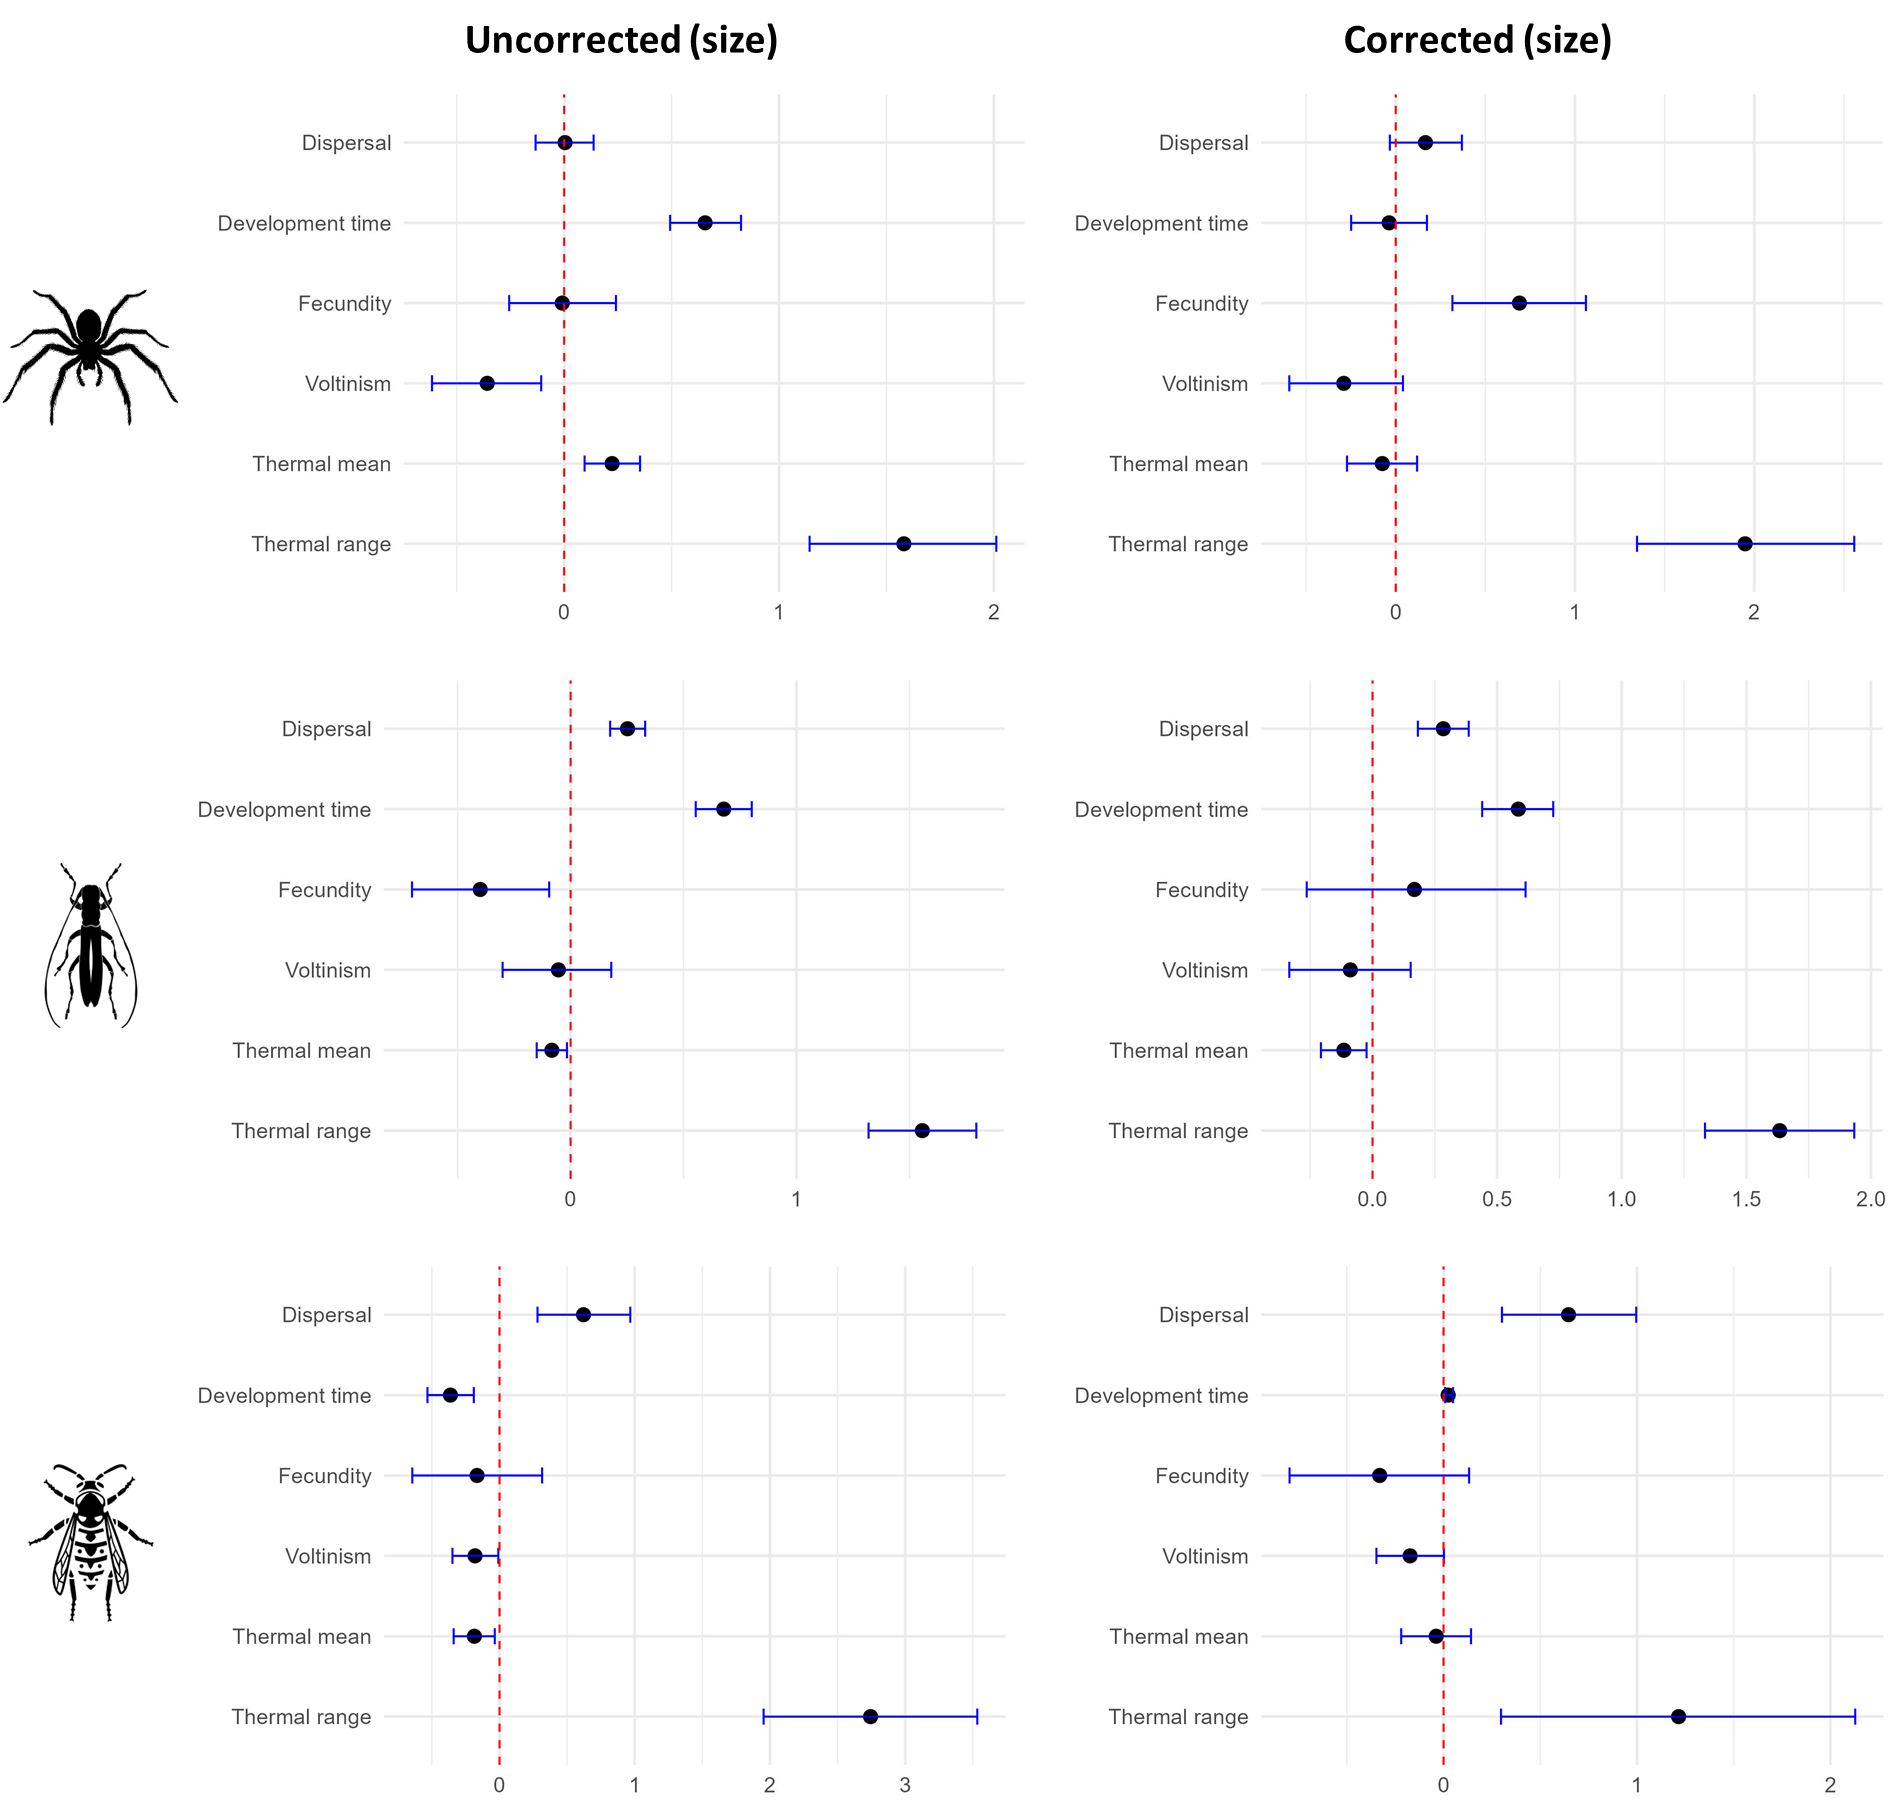 Uncorrected (size)
Corrected (size)
Dispersal
Development time
Fecundity
Voltinism
Thermal mean
Thermal range
0 1 2
Dispersal
Development time
Fecundity
Voltinism
Thermal mean
Thermal range
0 1 2
Dispersal
Development time
Fecundity
Voltinism
Thermal mean
Thermal range
0 1
Dispersal
Development time
Fecundity
Voltinism
Thermal mean
Thermal range
0.0 0.5 1.0 1.5 2.0
Dispersal
Development time
Fecundity
Voltinism
Thermal mean
Thermal range
0 1 2 3
Dispersal
Development time
Fecundity
Voltinism
Thermal mean
Thermal range
0 1 2